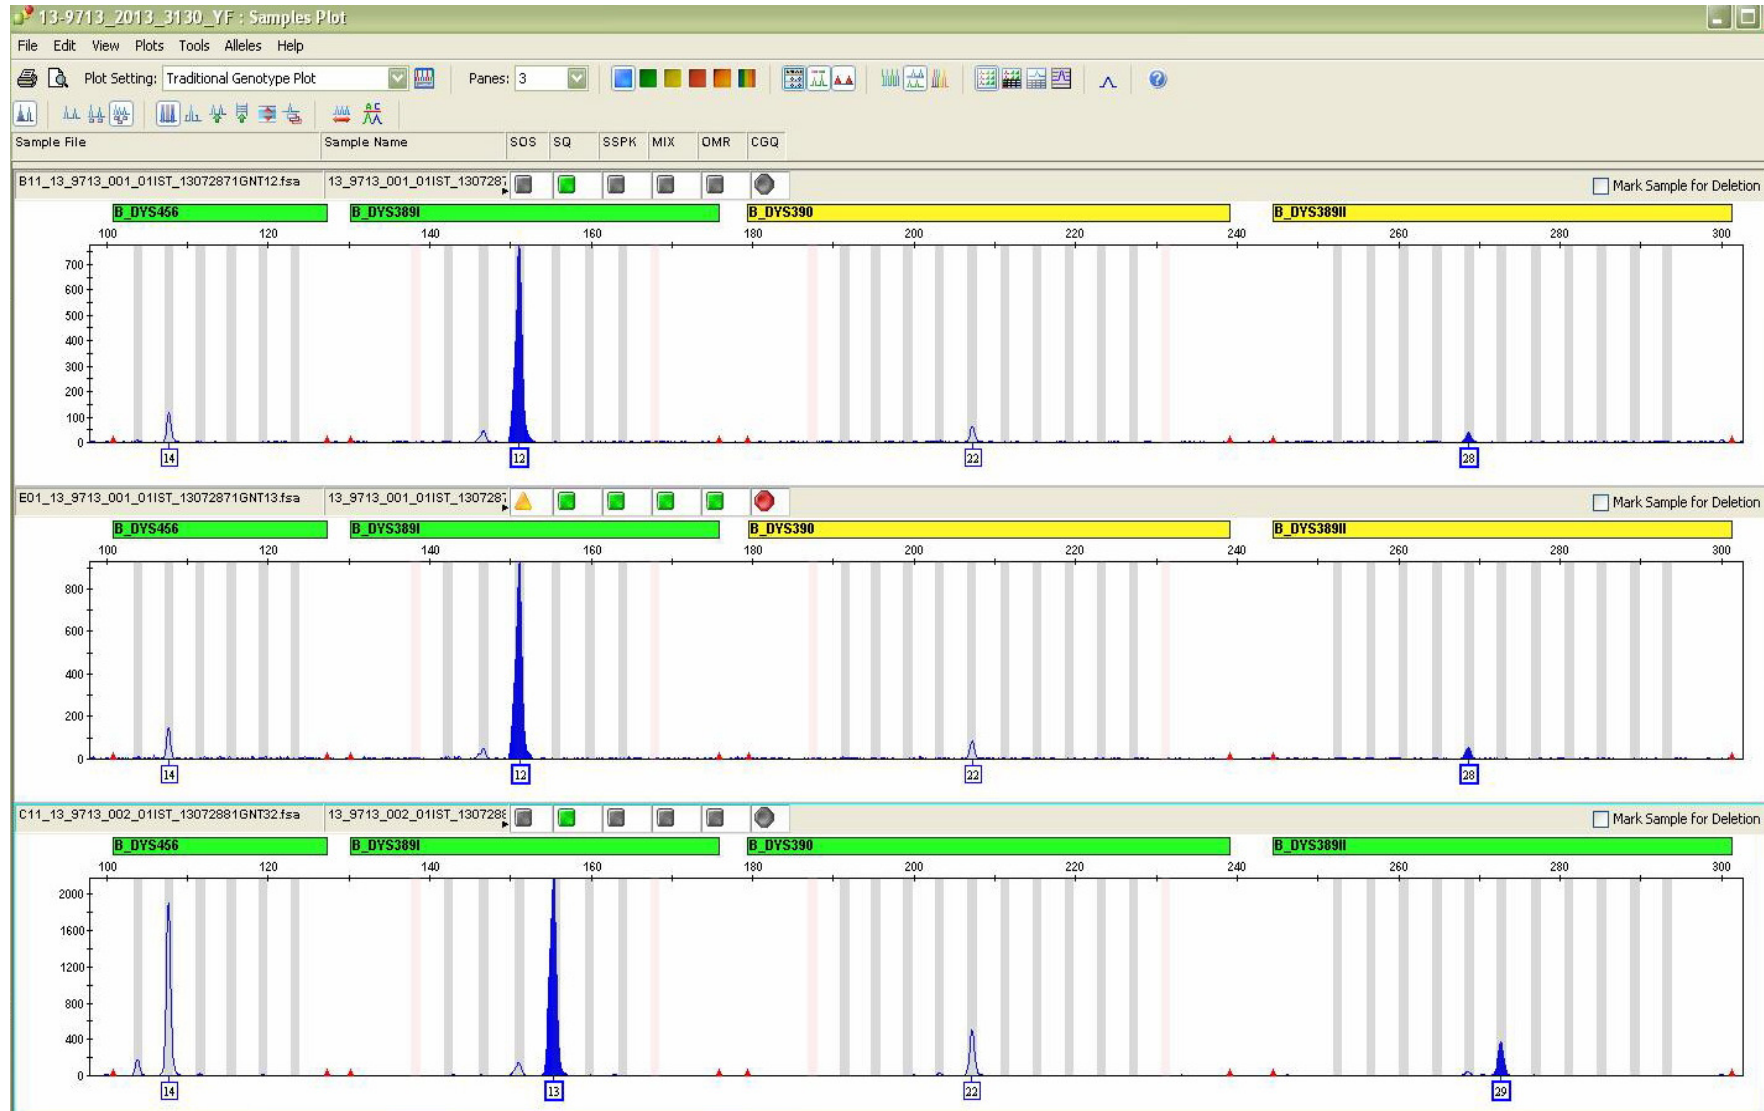 13-9713_2013_3130_YF : Samples Plot
File Edit View Plots Tools Alleles Help
Plot Setting: Traditional Genotype Plot Panes: 3
Sample File Sample Name SOS SQ SSPK MIX OMR CGQ
B11_13_9713_001_01IST_13072871GNT12.fsa 13_9713_001_01IST_130728 Mark Sample for Deletion
B_DYS456 B_DYS389I B_DYS390 B_DYS389II
100 120 140 160 180 200 220 240 260 280 300
700
600
500
400
300
200
100
0
14 12 22 28
E01_13_9713_001_01IST_13072871GNT13.fsa 13_9713_001_01IST_130728 Mark Sample for Deletion
B_DYS456 B_DYS389I B_DYS390 B_DYS389II
100 120 140 160 180 200 220 240 260 280 300
800
600
400
200
0
14 12 22 28
C11_13_9713_002_01IST_13072881GNT32.fsa 13_9713_002_01IST_130728 Mark Sample for Deletion
B_DYS456 B_DYS389I B_DYS390 B_DYS389II
100 120 140 160 180 200 220 240 260 280 300
2000
1600
1200
800
400
0
14 13 22 29